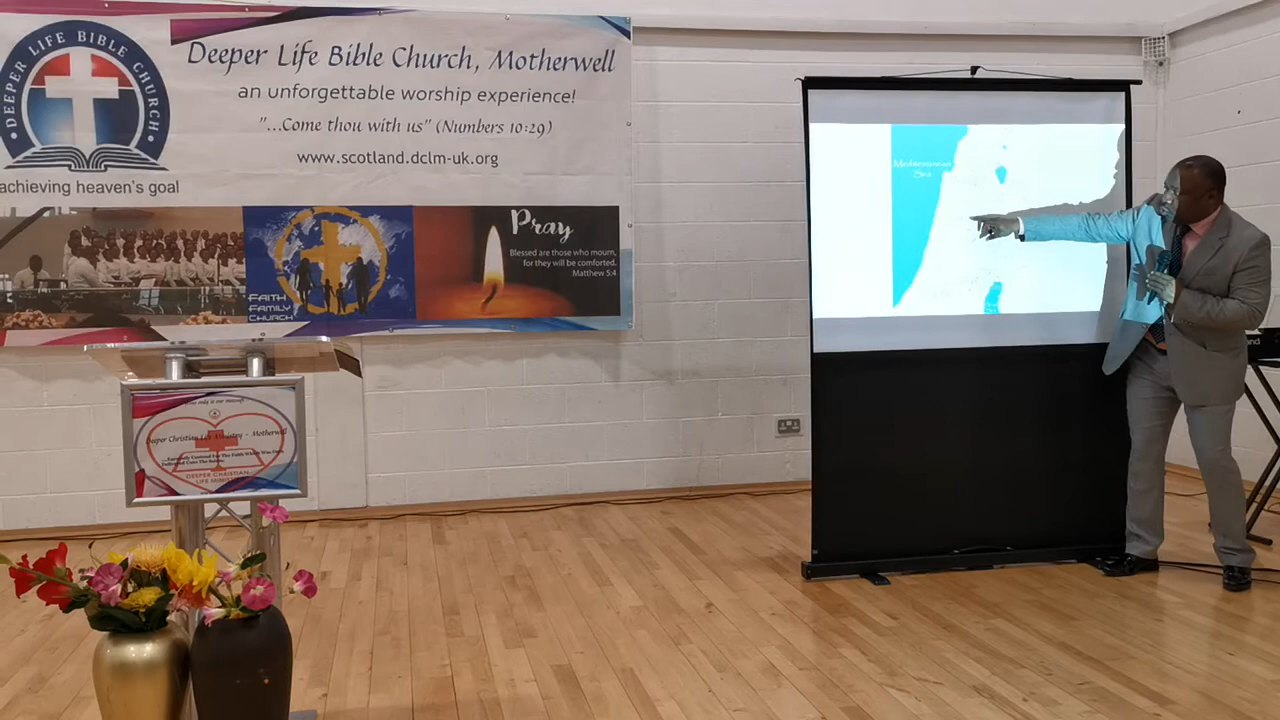 DEEPER LIFE BIBLE CHURCH
achieving heaven's goal
Deeper Life Bible Church, Motherwell
an unforgettable worship experience!
"...Come thou with us" (Numbers 10:29)
www.scotland.dclm-uk.org
FAITH
FAMILY
CHURCH
Pray
Blessed are those who mourn,
for they will be comforted.
Matthew 5:4
Mediterranean
Sea
Deeper Christian Life Ministry - Motherwell
...Earnestly Contend For The Faith Which Was Once
Delivered Unto The Saints.
DEEPER CHRISTIAN
LIFE MINISTRY